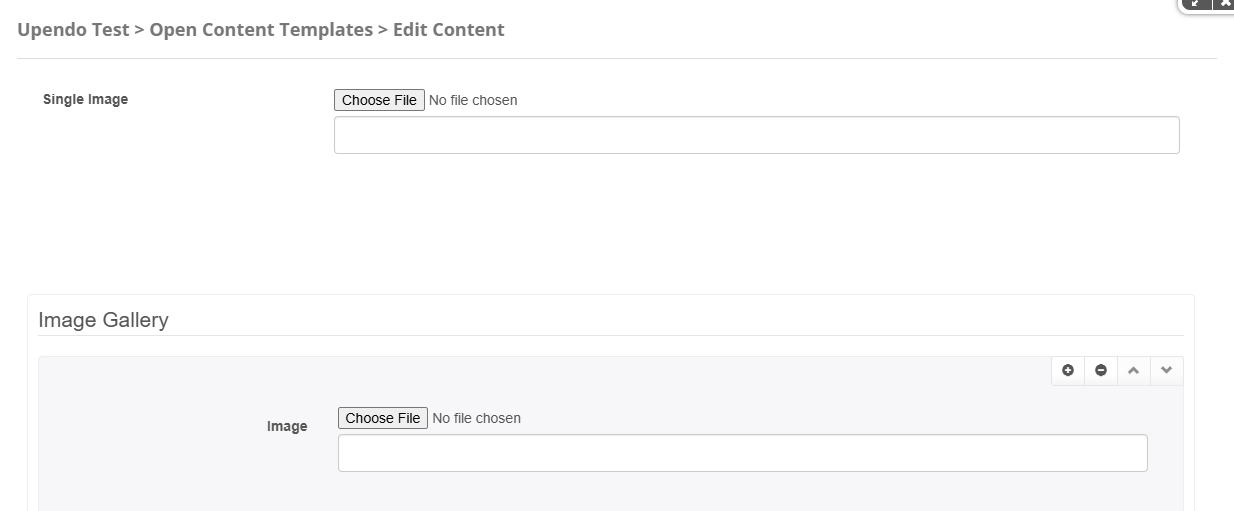 Upendo Test > Open Content Templates > Edit Content
Single Image
Choose File No file chosen
Image Gallery
Choose File No file chosen
Image